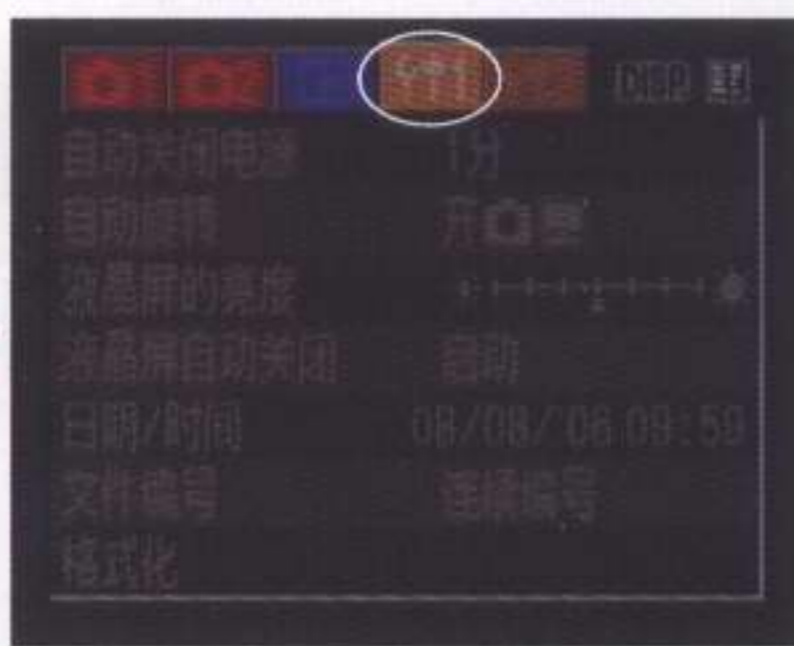 自动关闭电源 1分
自动旋转 开
液晶屏的亮度
液晶屏自动关闭 启动
日期/时间 08/08/'06 09:59
文件编号 连续编号
格式化